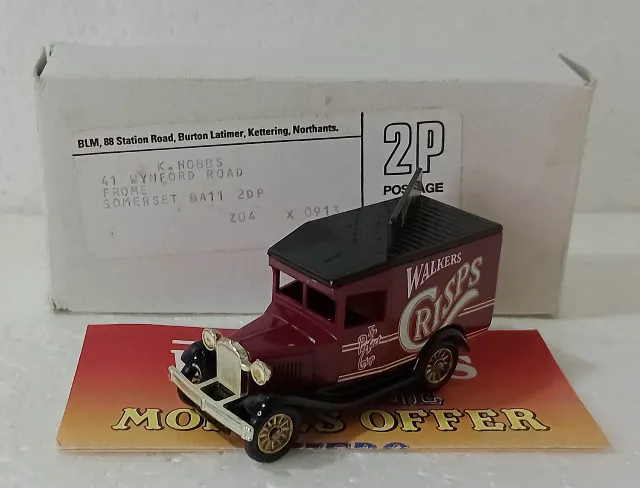 BLM, 88 Station Road, Burton Latimer, Kettering, Northants.
K.HOBBS
41 WYNFORD ROAD
FROME
SOMERSET BA11 2DP
Z04 X 0913
2P
POSTAGE
WALKERS
CRISPS
OFFER